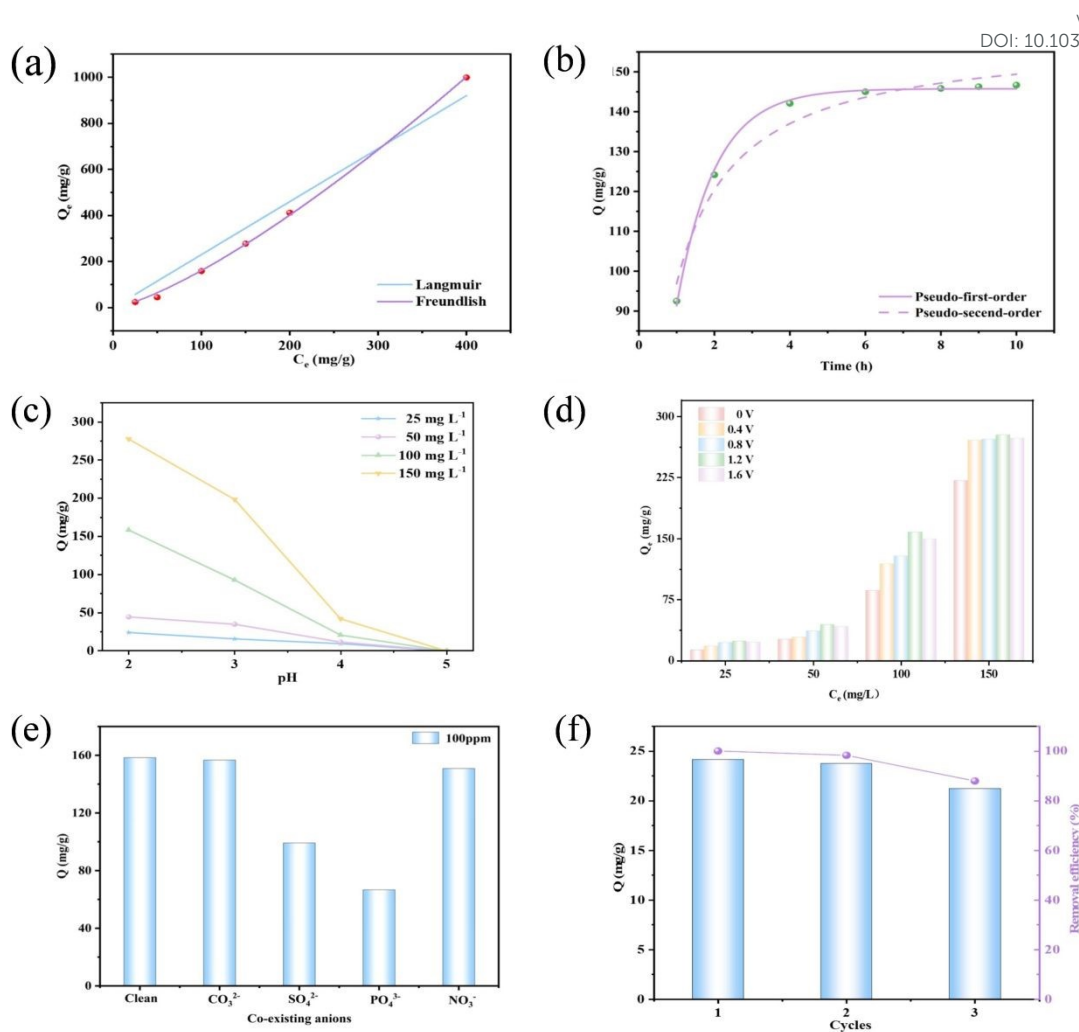 DOI: 10.103
(a)
1000
800
600
400
200
0
Qe (mg/g)
Langmuir
Freundlish
100
200
300
400
Ce (mg/g)
(b)
150
145
130
120
110
100
90
Q (mg/g)
Pseudo-first-order
Pseudo-secend-order
2
4
6
8
10
Time (h)
(c)
300
250
200
150
100
50
0
Q (mg/g)
25 mg L⁻¹
50 mg L⁻¹
100 mg L⁻¹
150 mg L⁻¹
2
3
4
5
pH
(d)
300
225
150
75
0
Qe (mg/g)
0 V
0.4 V
0.8 V
1.2 V
1.6 V
25
50
100
150
Ce (mg/L)
(e)
160
120
80
40
0
Q (mg/g)
100ppm
Clean
CO₃²⁻
SO₄²⁻
PO₄³⁻
NO₃⁻
Co-existing anions
(f)
25
20
15
10
5
0
Q (mg/g)
100
80
60
40
20
0
Removal efficiency (%)
1
2
3
Cycles